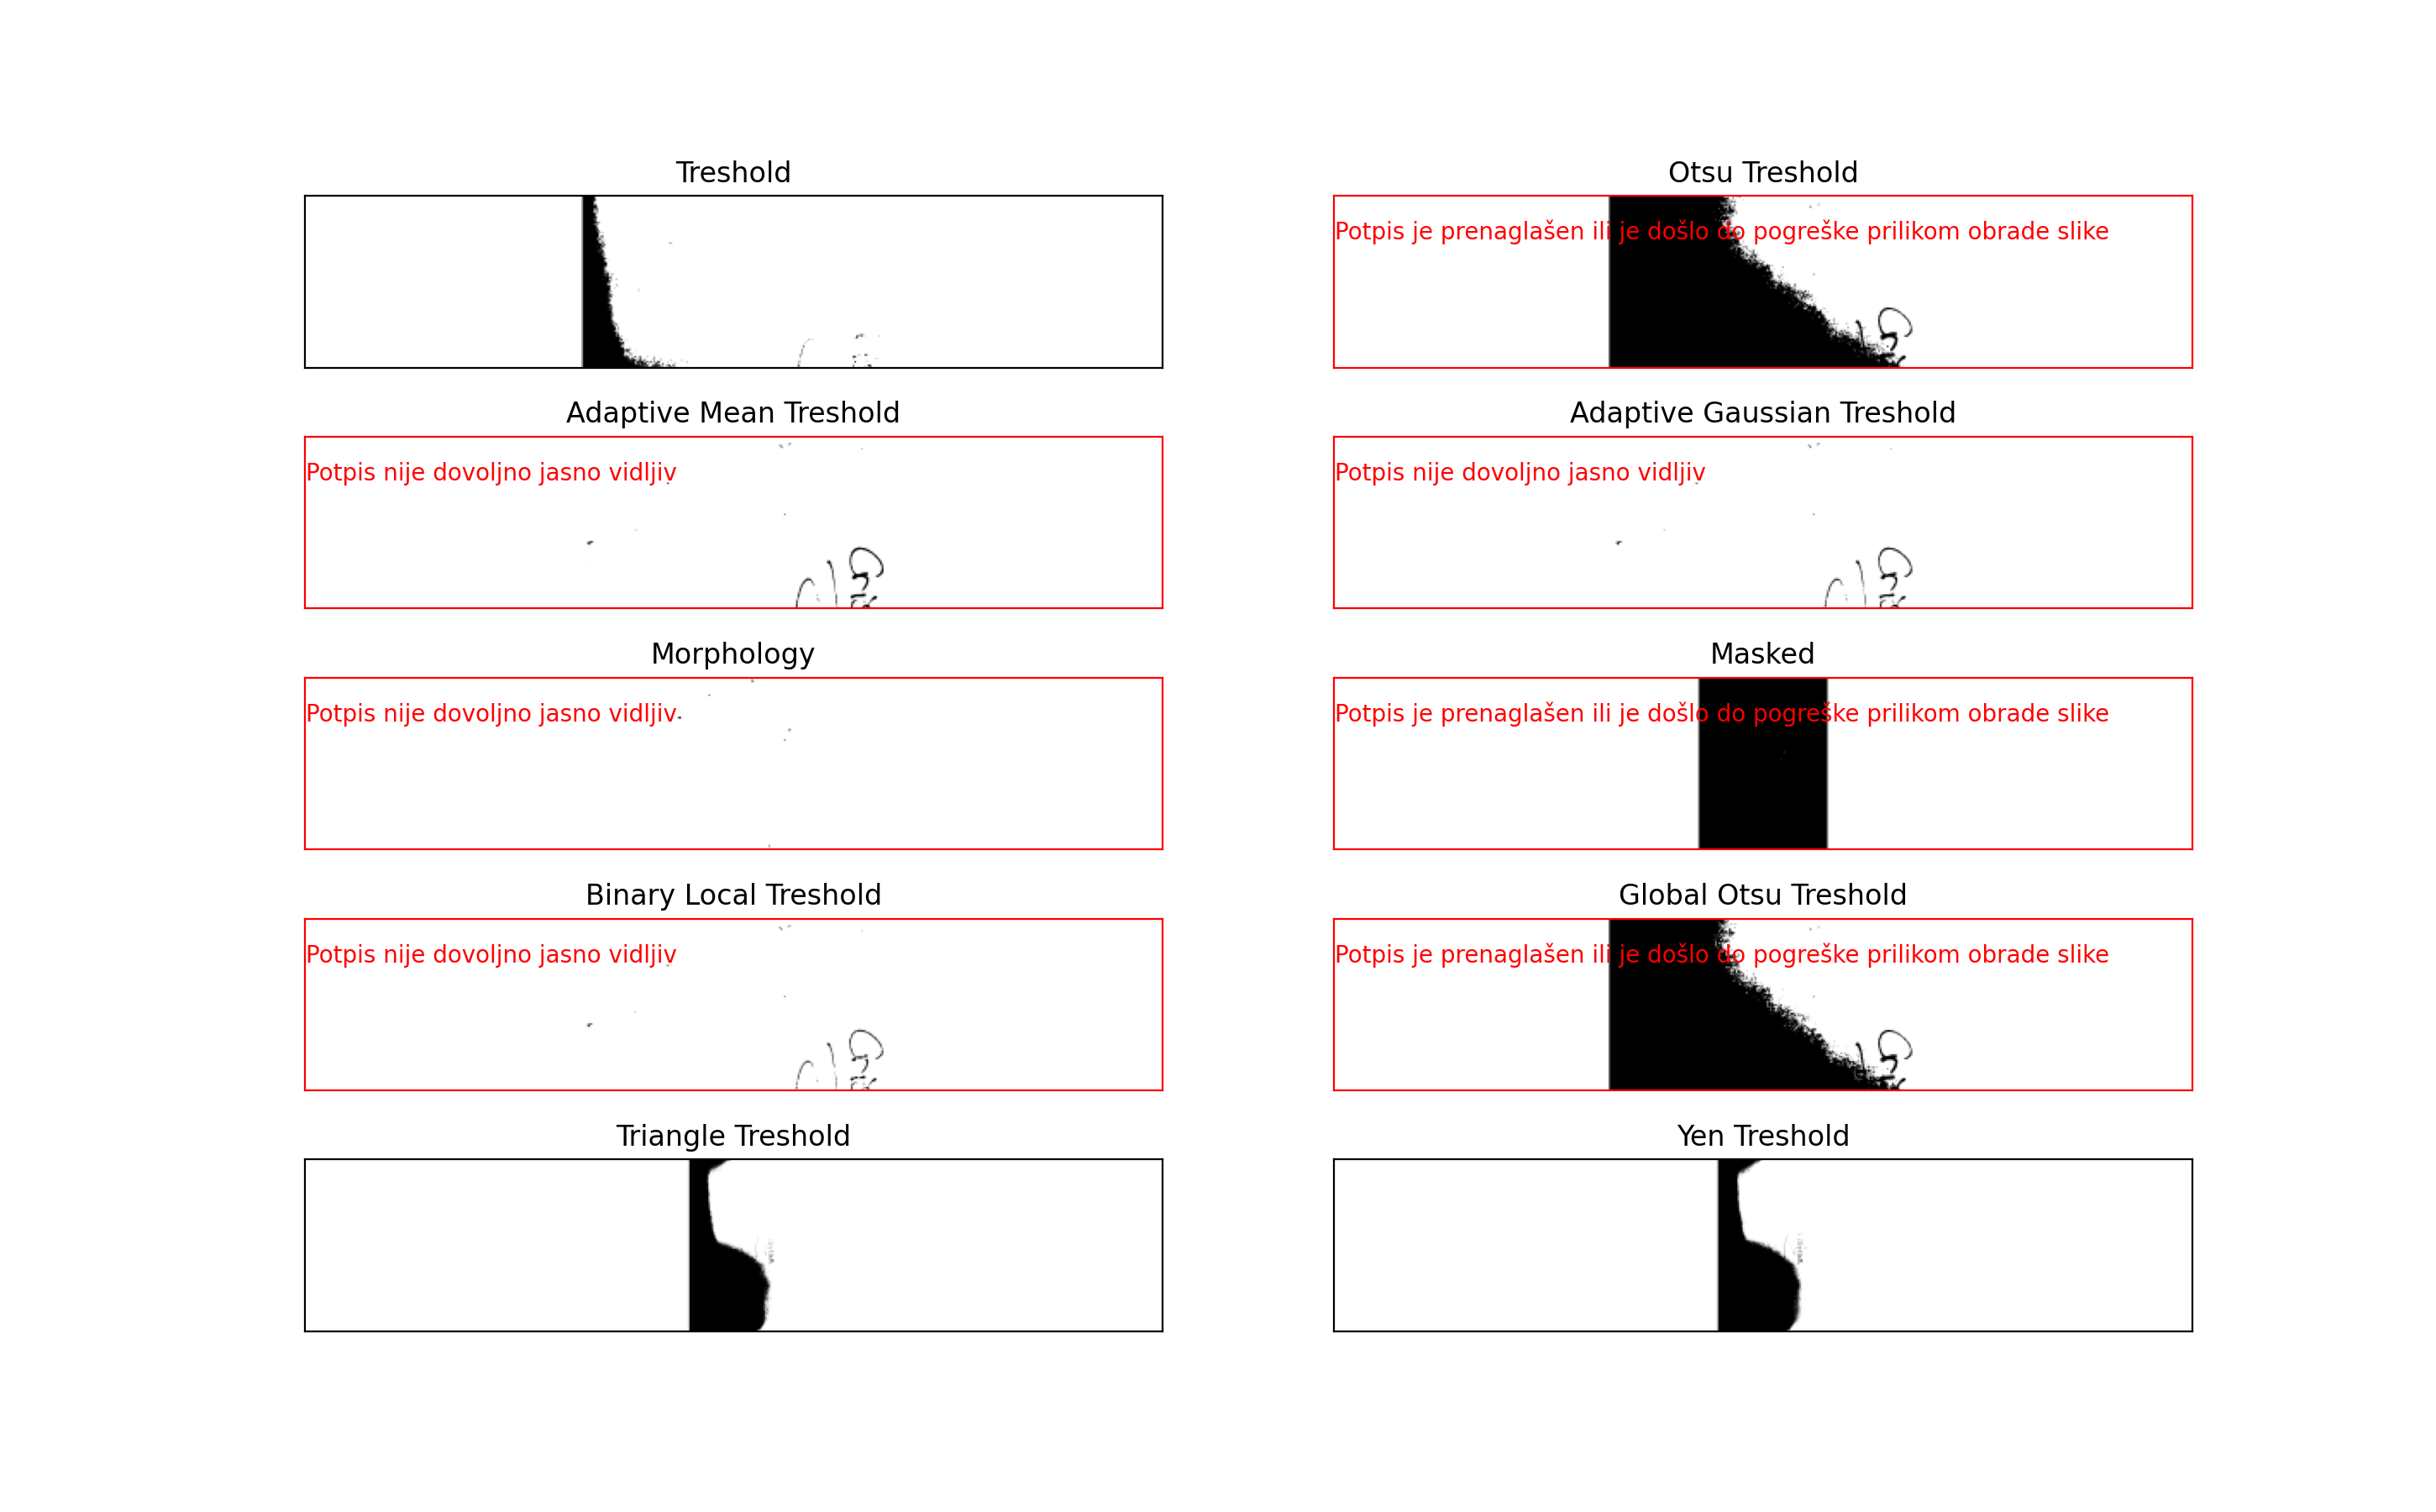 Treshold
Otsu Treshold
Potpis je prenaglašen ili je došlo do pogreške prilikom obrade slike
Adaptive Mean Treshold
Adaptive Gaussian Treshold
Potpis nije dovoljno jasno vidljiv
Potpis nije dovoljno jasno vidljiv
Morphology
Masked
Potpis nije dovoljno jasno vidljiv
Potpis je prenaglašen ili je došlo do pogreške prilikom obrade slike
Binary Local Treshold
Global Otsu Treshold
Potpis nije dovoljno jasno vidljiv
Potpis je prenaglašen ili je došlo do pogreške prilikom obrade slike
Triangle Treshold
Yen Treshold